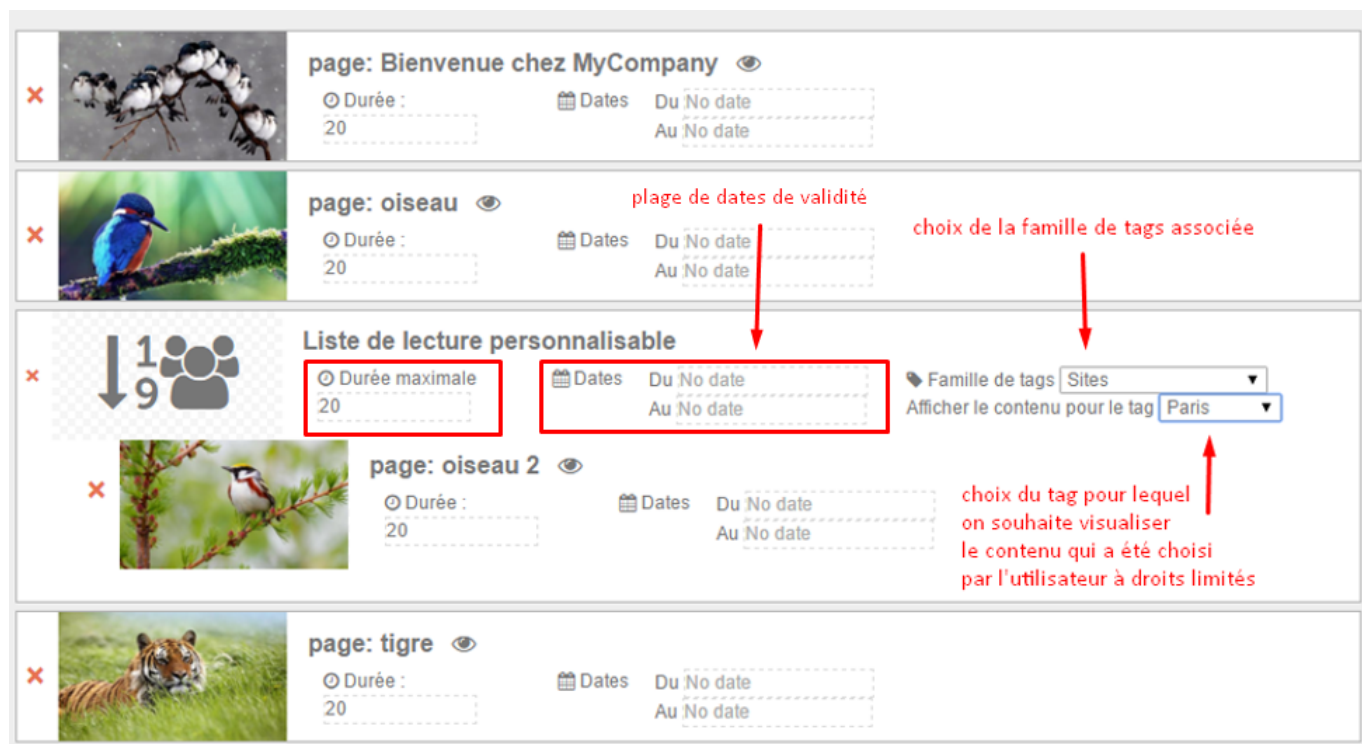 page: Bienvenue chez MyCompany
Durée :
Dates
Du No date
20
Au No date
page: oiseau
plage de dates de validité
choix de la famille de tags associée
Durée :
Dates
Du No date
20
Au No date
1
9
Liste de lecture personnalisable
Durée maximale
Dates
Du No date
Famille de tags Sites
20
Au No date
Afficher le contenu pour le tag Paris
page: oiseau 2
Durée :
Dates
Du No date
20
Au No date
choix du tag pour lequel
on souhaite visualiser
le contenu qui a été choisi
par l'utilisateur à droits limités
page: tigre
Durée :
Dates
Du No date
20
Au No date